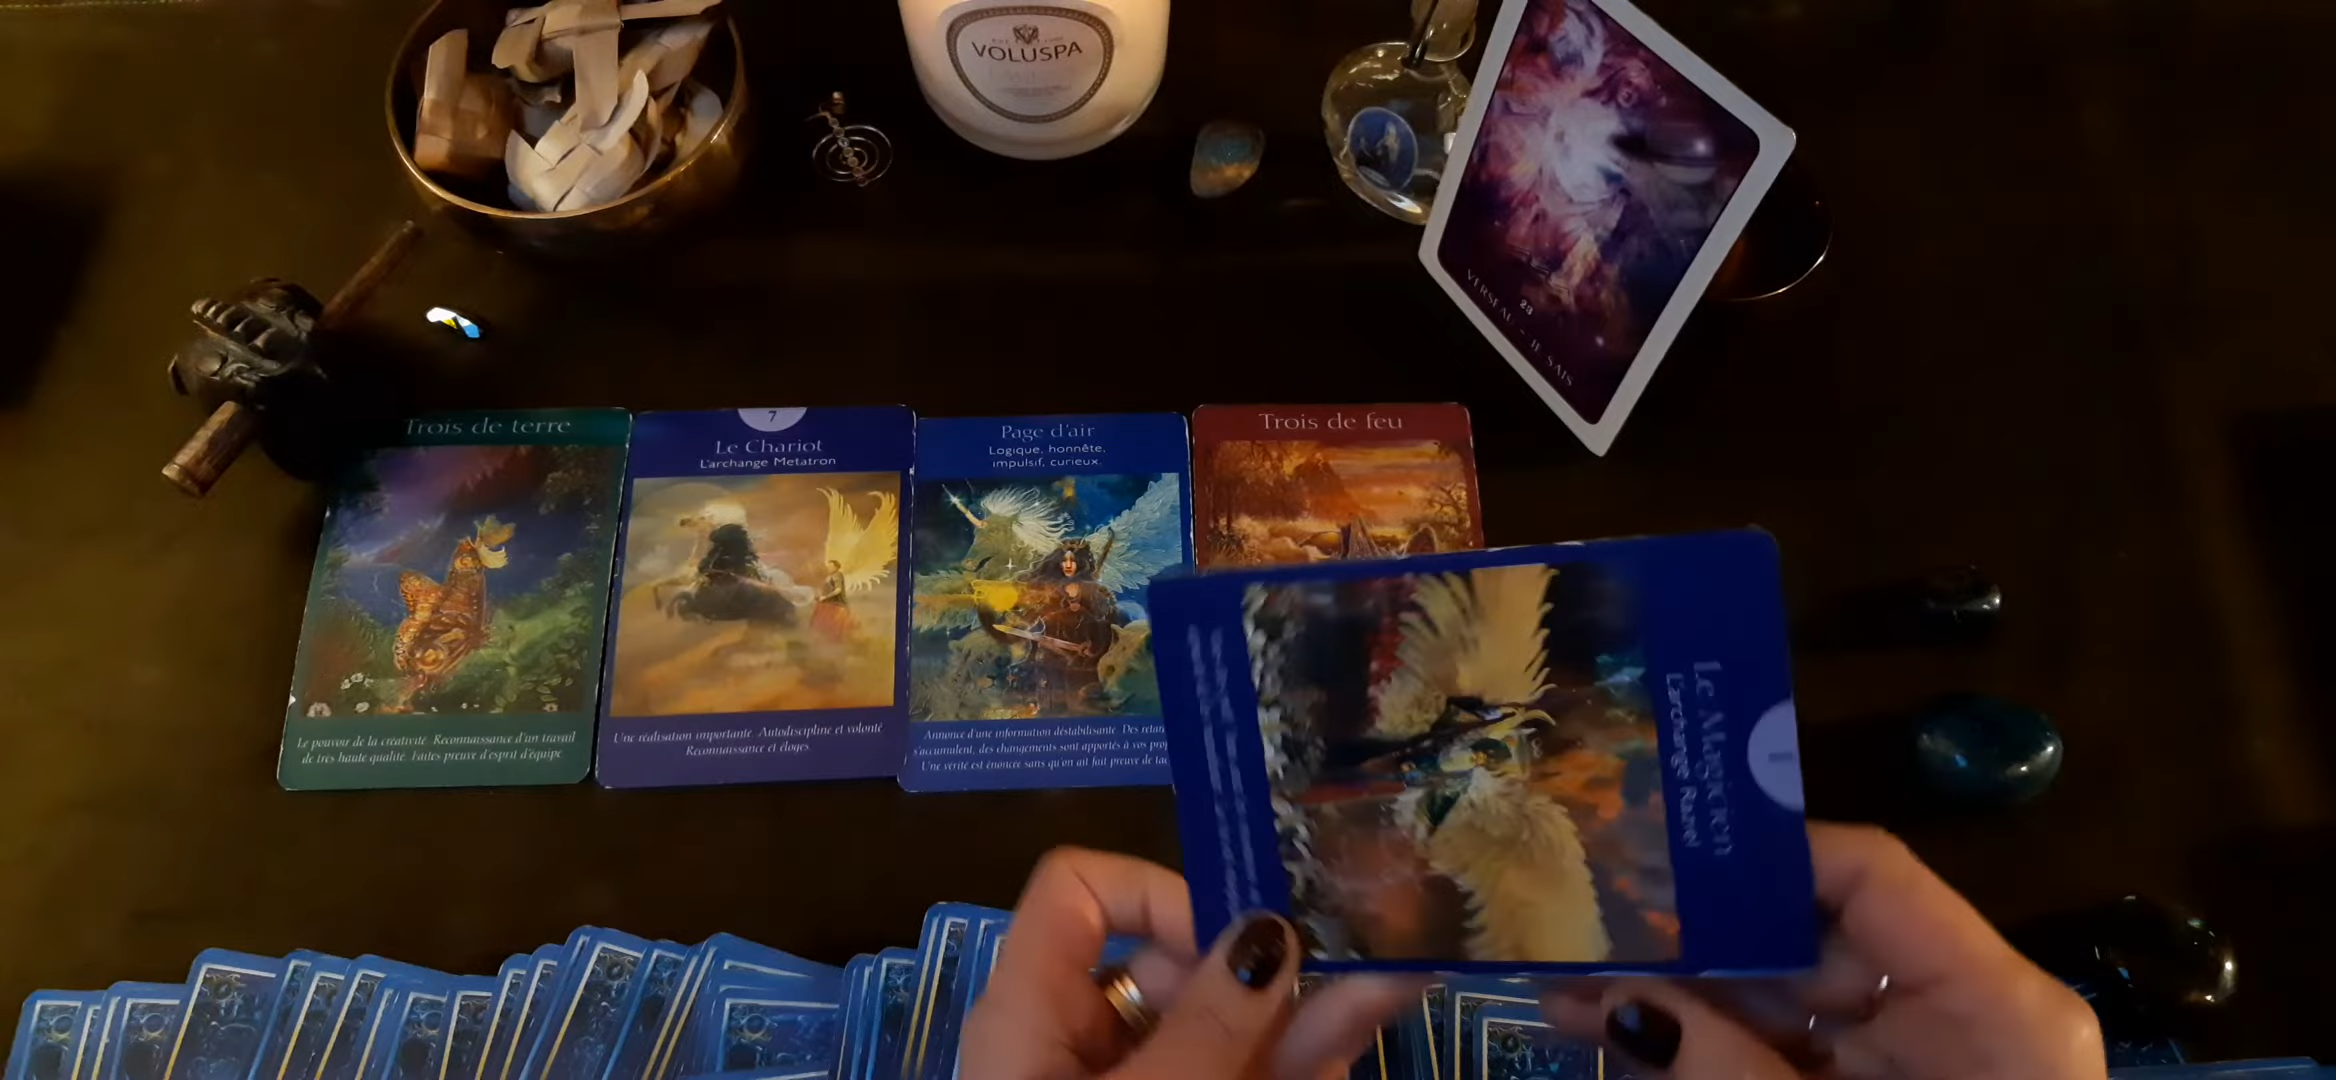 VOLUSPA
23
VERSEAU - JE SAIS
Trois de terre
Le pouvoir de la créativité. Reconnaissance d'un travail
de très haute qualité. Faites preuve d'esprit d'équipe
7
Le Chariot
L'archange Metatron
Une réalisation importante. Autodiscipline et volonté
Reconnaissance et éloges.
Page d'air
Logique, honnête,
impulsif, curieux.
Annonce d'une information déstabilisante. Des
s'accumulent, des changements sont apportés à vos
Une vérité est énoncée sans qu'on ait fait preuve de
Trois de feu
Le Magicien
L'archange Raziel